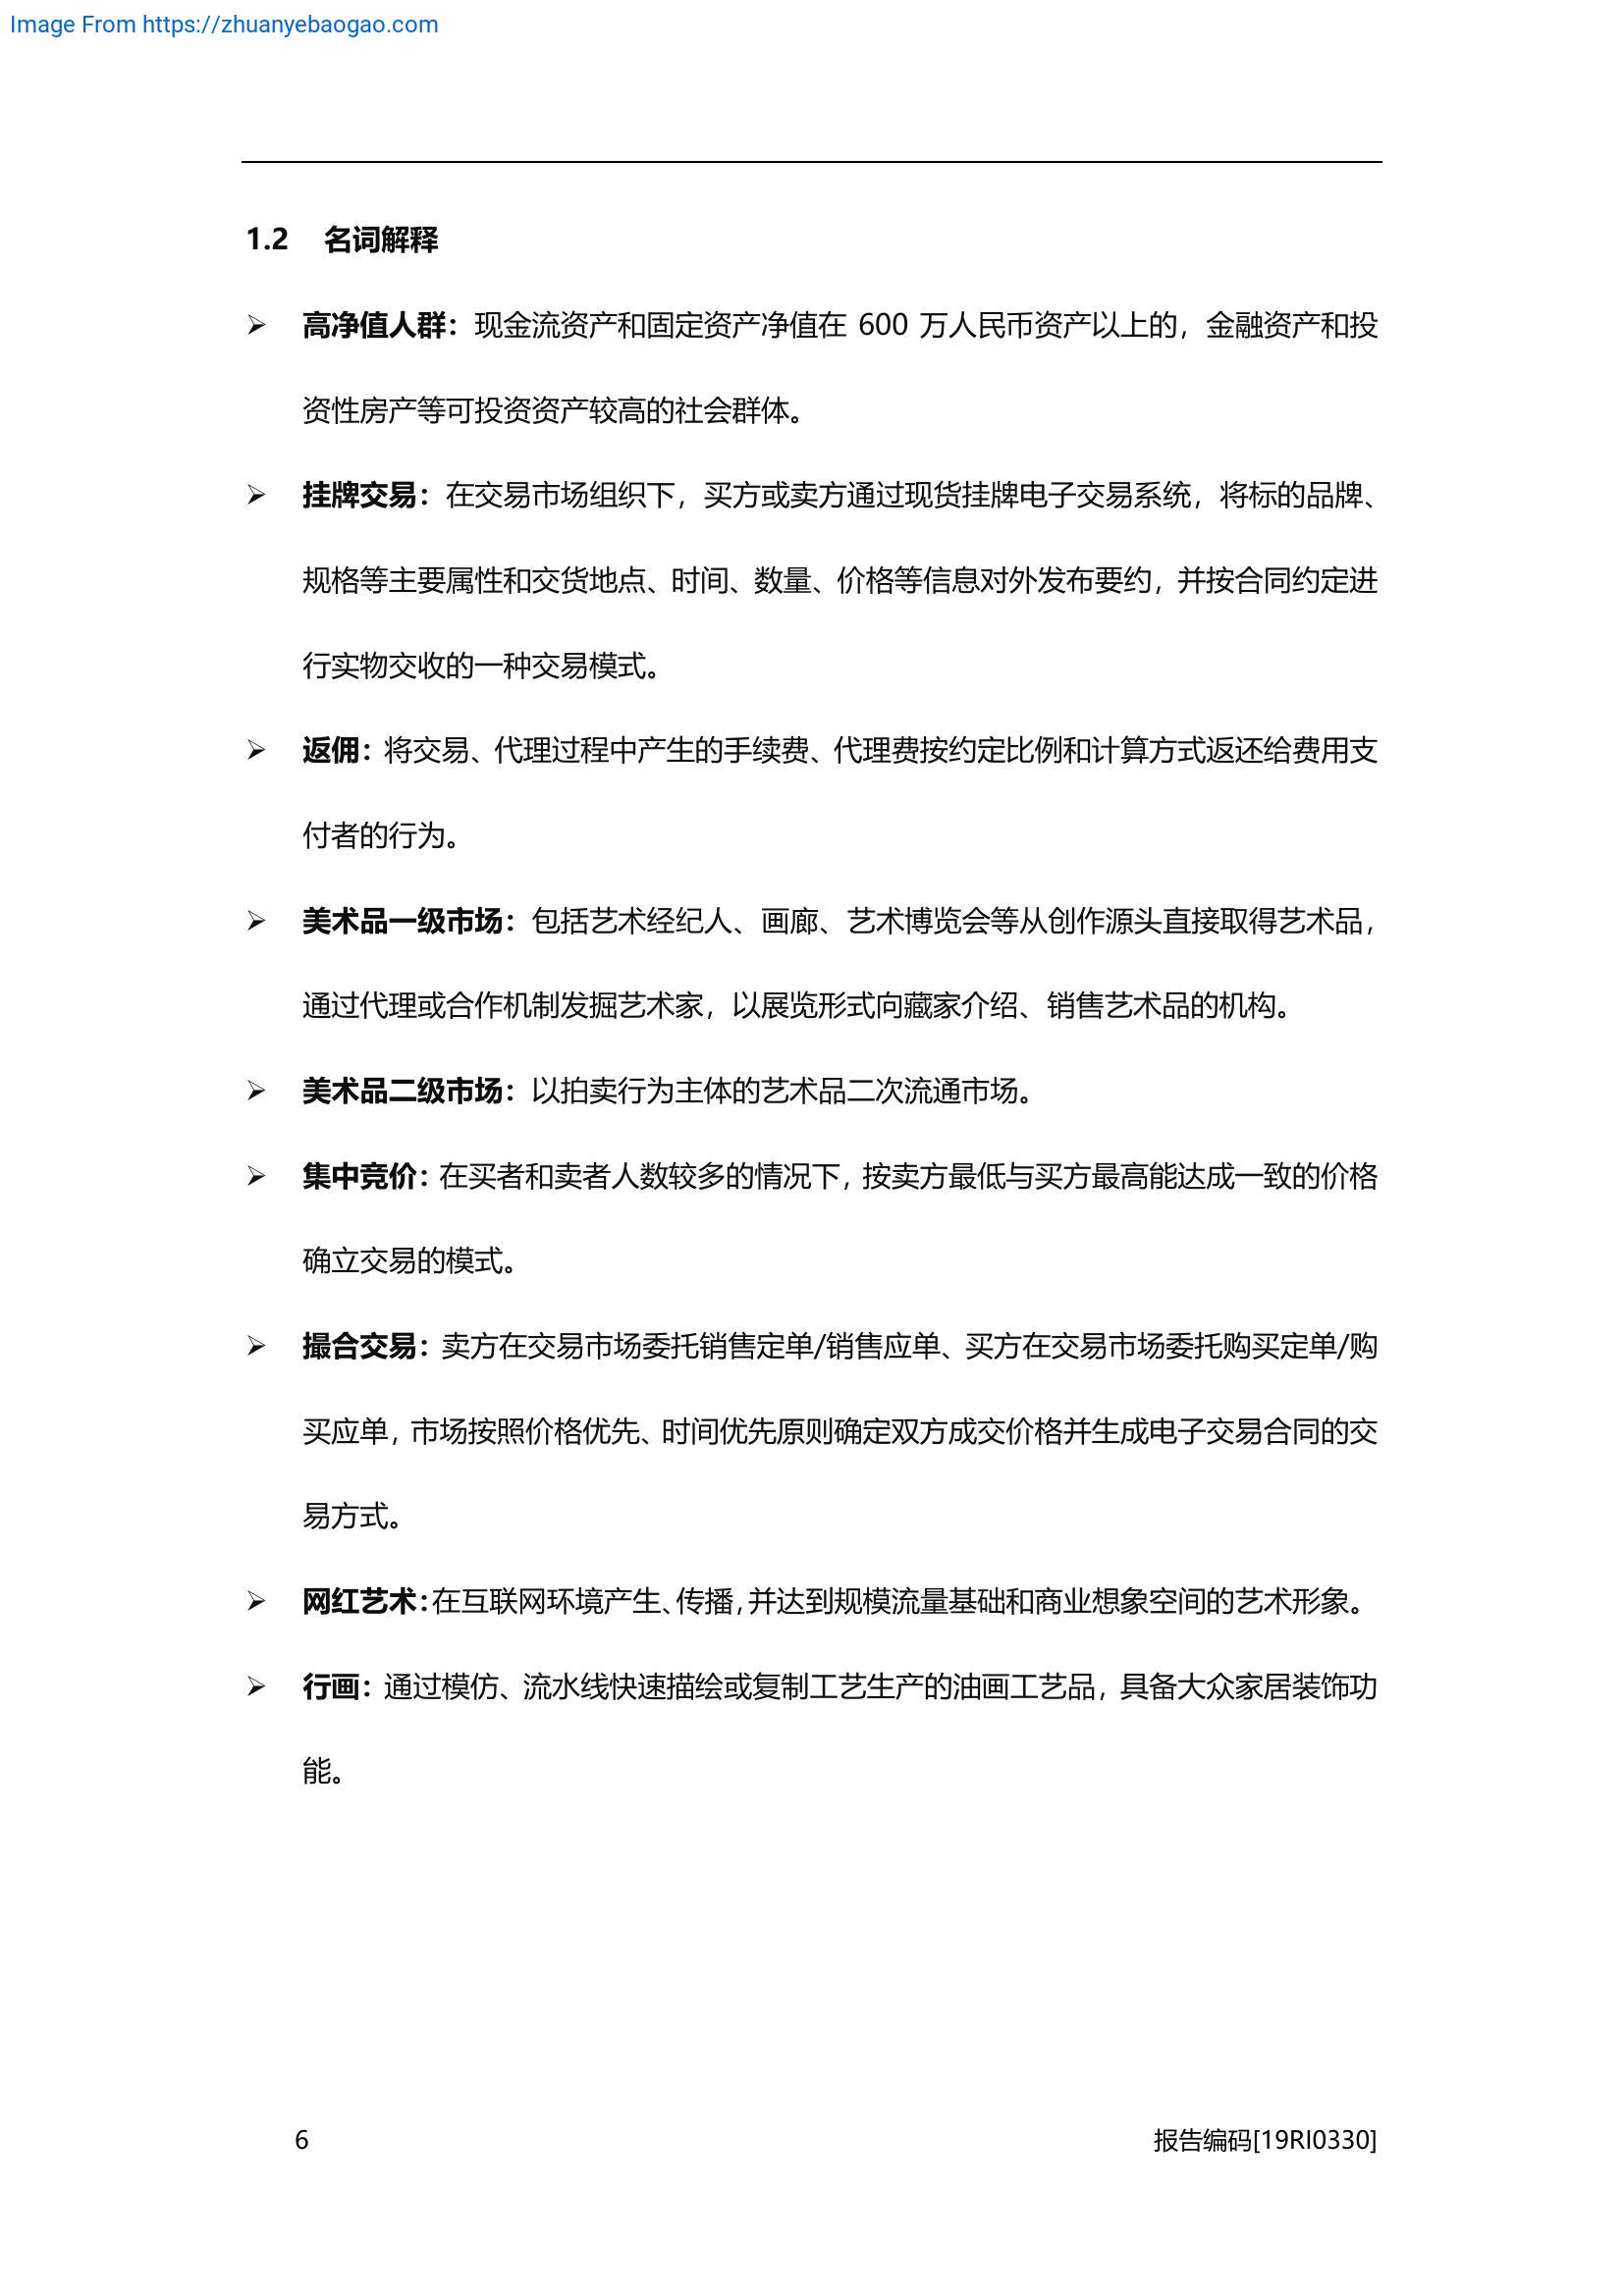 Image From https://zhuanyebaogao.com
1.2 名词解释
➢ 高净值人群：现金流资产和固定资产净值在 600 万人民币资产以上的，金融资产和投
资性房产等可投资资产较高的社会群体。
➢ 挂牌交易：在交易市场组织下，买方或卖方通过现货挂牌电子交易系统，将标的品牌、
规格等主要属性和交货地点、时间、数量、价格等信息对外发布要约，并按合同约定进
行实物交收的一种交易模式。
➢ 返佣：将交易、代理过程中产生的手续费、代理费按约定比例和计算方式返还给费用支
付者的行为。
➢ 美术品一级市场：包括艺术经纪人、画廊、艺术博览会等从创作源头直接取得艺术品，
通过代理或合作机制发掘艺术家，以展览形式向藏家介绍、销售艺术品的机构。
➢ 美术品二级市场：以拍卖行为主体的艺术品二次流通市场。
➢ 集中竞价：在买者和卖者人数较多的情况下，按卖方最低与买方最高能达成一致的价格
确立交易的模式。
➢ 撮合交易：卖方在交易市场委托销售定单/销售应单、买方在交易市场委托购买定单/购
买应单，市场按照价格优先、时间优先原则确定双方成交价格并生成电子交易合同的交
易方式。
➢ 网红艺术：在互联网环境产生、传播，并达到规模流量基础和商业想象空间的艺术形象。
➢ 行画：通过模仿、流水线快速描绘或复制工艺生产的油画工艺品，具备大众家居装饰功
能。
6 报告编码[19RI0330]